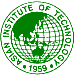 ASIAN INSTITUTE OF TECHNOLOGY
• 1959 •